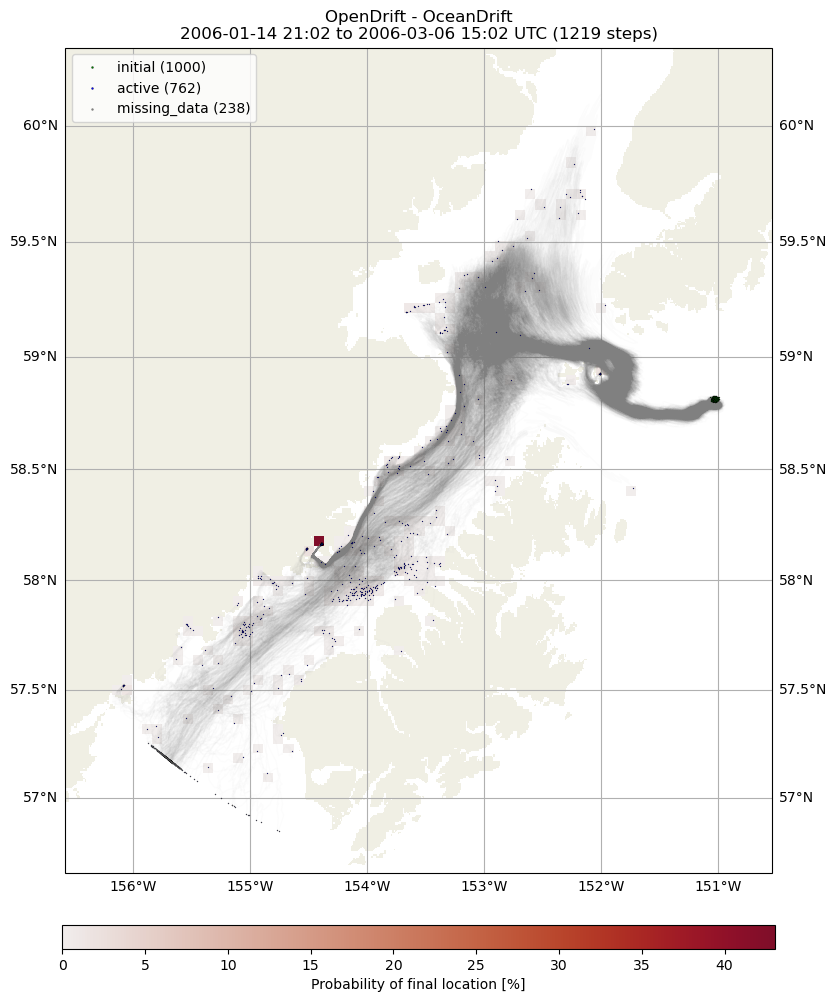 OpenDrift - OceanDrift
2006-01-14 21:02 to 2006-03-06 15:02 UTC (1219 steps)
initial (1000)
active (762)
missing_data (238)
60°N
60°N
59.5°N
59.5°N
59°N
59°N
58.5°N
58.5°N
58°N
58°N
57.5°N
57.5°N
57°N
57°N
156°W 155°W 154°W 153°W 152°W 151°W
0 5 10 15 20 25 30 35 40
Probability of final location [%]